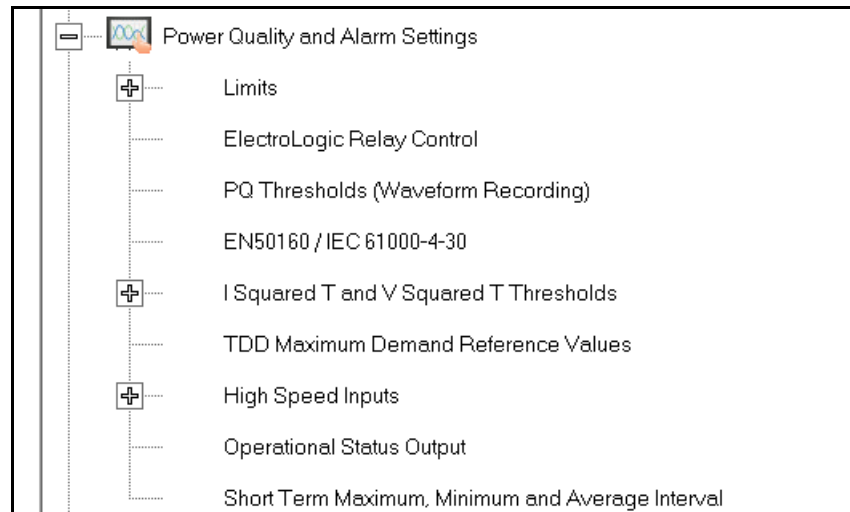 Power Quality and Alarm Settings
Limits
ElectroLogic Relay Control
PQ Thresholds (Waveform Recording)
EN50160 / IEC 61000-4-30
I Squared T and V Squared T Thresholds
TDD Maximum Demand Reference Values
High Speed Inputs
Operational Status Output
Short Term Maximum, Minimum and Average Interval